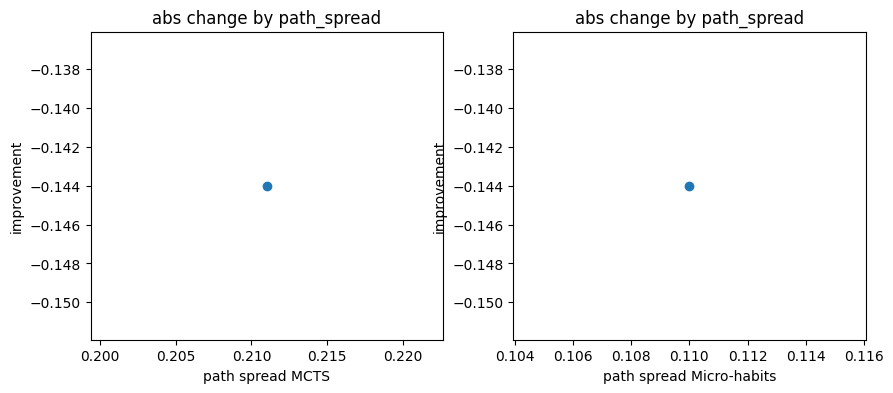 abs change by path_spread
improvement
−0.138
−0.140
−0.142
−0.144
−0.146
−0.148
−0.150
0.200 0.205 0.210 0.215 0.220
path spread MCTS
abs change by path_spread
improvement
−0.138
−0.140
−0.142
−0.144
−0.146
−0.148
−0.150
0.104 0.106 0.108 0.110 0.112 0.114 0.116
path spread Micro-habits